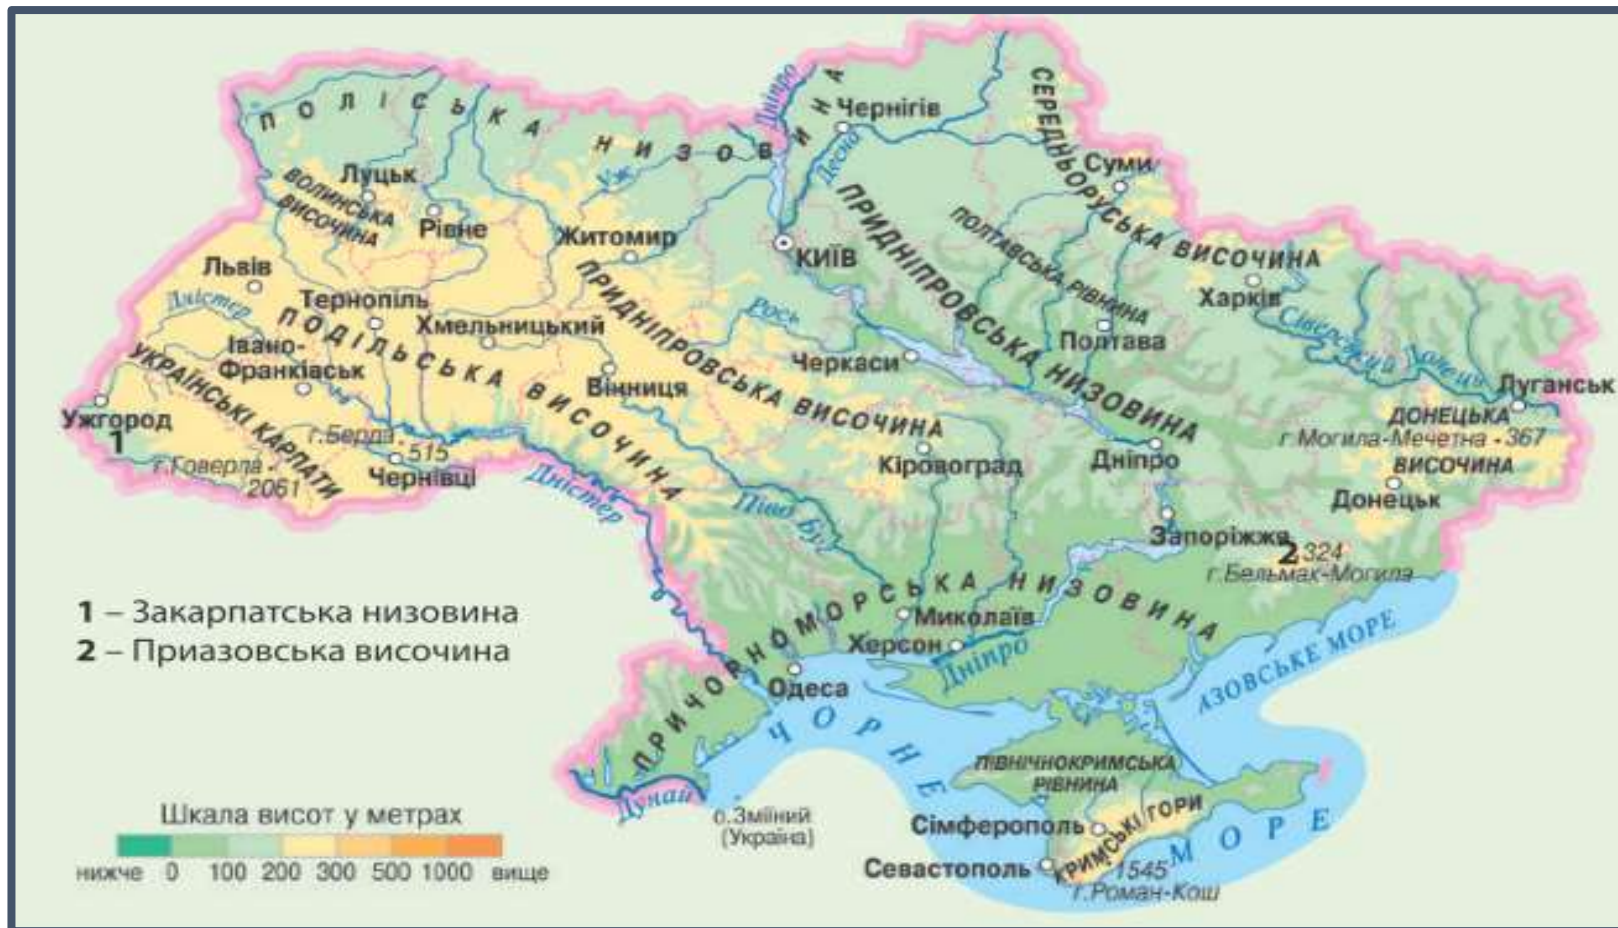 ПОЛІСЬКА НИЗОВИНА
Дніпро
Чернігів
Десна
СЕРЕДНЬОРУСЬКА ВИСОЧИНА
Суми
Луцьк
ВОЛИНСЬКА
ВИСОЧИНА
Рівне
Уж
Житомир
КИЇВ
ПРИДНІПРОВСЬКА НИЗОВИНА
ПОЛТАВСЬКА РІВНИНА
Харків
Львів
Дністер
Тернопіль
ПОДІЛЬСЬКА ВИСОЧИНА
Хмельницький
ПРИДНІПРОВСЬКА ВИСОЧИНА
Рось
Черкаси
Полтава
Сіверський Донець
Луганськ
Івано-
Франківськ
УКРАЇНСЬКІ КАРПАТИ
Вінниця
Ужгород
1
г.Берда
515
г.Говерла
2061
Чернівці
Дністер
Кіровоград
Дніпро
ДОНЕЦЬКА
г.Могила-Мечетна 367
ВИСОЧИНА
Донецьк
Запоріжжя
2 324
г.Бельмак-Могила
ПРИЧОРНОМОРСЬКА НИЗОВИНА
Миколаїв
Херсон
Дніпро
Одеса
1 – Закарпатська низовина
2 – Приазовська височина
АЗОВСЬКЕ МОРЕ
ЧОРНЕ МОРЕ
ПІВНІЧНОКРИМСЬКА
РІВНИНА
Дунай
о.Зміїний
(Україна)
Сімферополь
КРИМСЬКІ ГОРИ
Севастополь
1545
г.Роман-Кош
Шкала висот у метрах
нижче 0 100 200 300 500 1000 вище